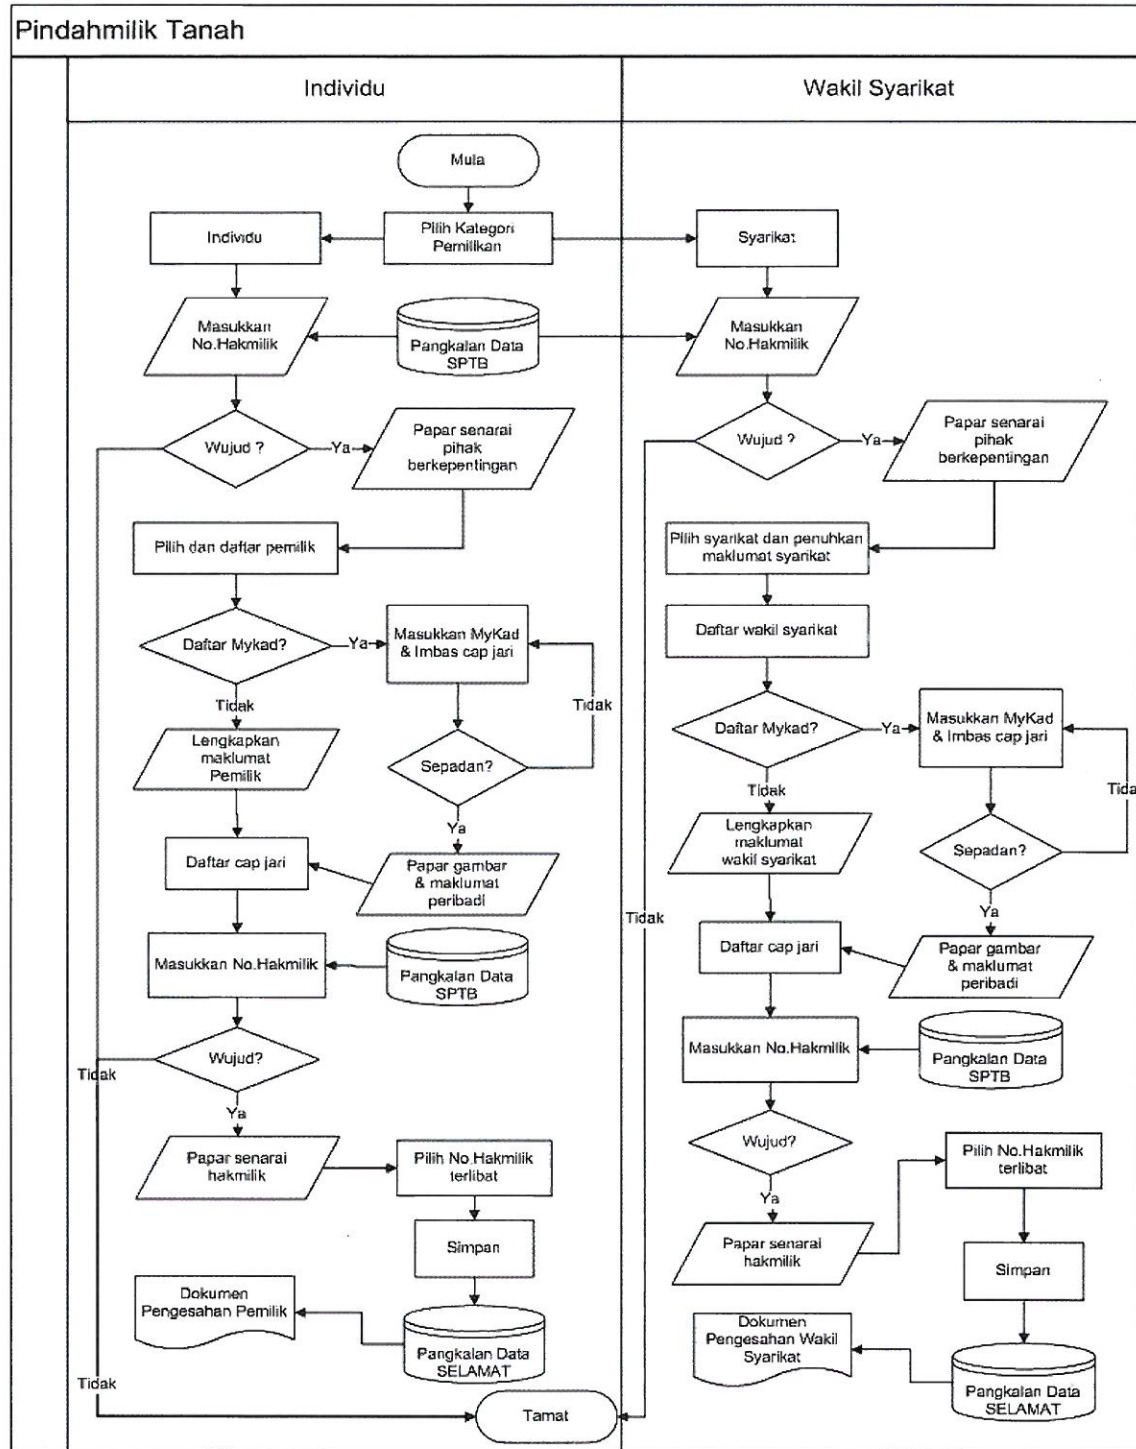 Pindahmilik Tanah
Individu
Wakil Syarikat
Mula
Individu
Pilih Kategori
Pemilikan
Syarikat
Masukkan
No.Hakmilik
Pangkalan Data
SPTB
Masukkan
No.Hakmilik
Wujud ?
Ya
Papar senarai
pihak
berkepentingan
Wujud ?
Ya
Papar senarai
pihak
berkepentingan
Pilih dan daftar pemilik
Pilih syarikat dan penuhkan
maklumat syarikat
Daftar Mykad?
Ya
Masukkan MyKad
& Imbas cap jari
Daftar wakil syarikat
Tidak
Tidak
Lengkapkan
maklumat
Pemilik
Sepadan?
Daftar Mykad?
Ya
Masukkan MyKad
& Imbas cap jari
Tidak
Tida
Ya
Lengkapkan
maklumat
wakil syarikat
Sepadan?
Daftar cap jari
Papar gambar
& maklumat
peribadi
Tidak
Ya
Masukkan No.Hakmilik
Pangkalan Data
SPTB
Daftar cap jari
Papar gambar
& maklumat
peribadi
Wujud?
Tidak
Masukkan No.Hakmilik
Pangkalan Data
SPTB
Ya
Papar senarai
hakmilik
Pilih No.Hakmilik
terlibat
Wujud?
Pilih No.Hakmilik
terlibat
Ya
Simpan
Papar senarai
hakmilik
Simpan
Dokumen
Pengesahan Pemilik
Pangkalan Data
SELAMAT
Dokumen
Pengesahan Wakil
Syarikat
Pangkalan Data
SELAMAT
Tidak
Tamat